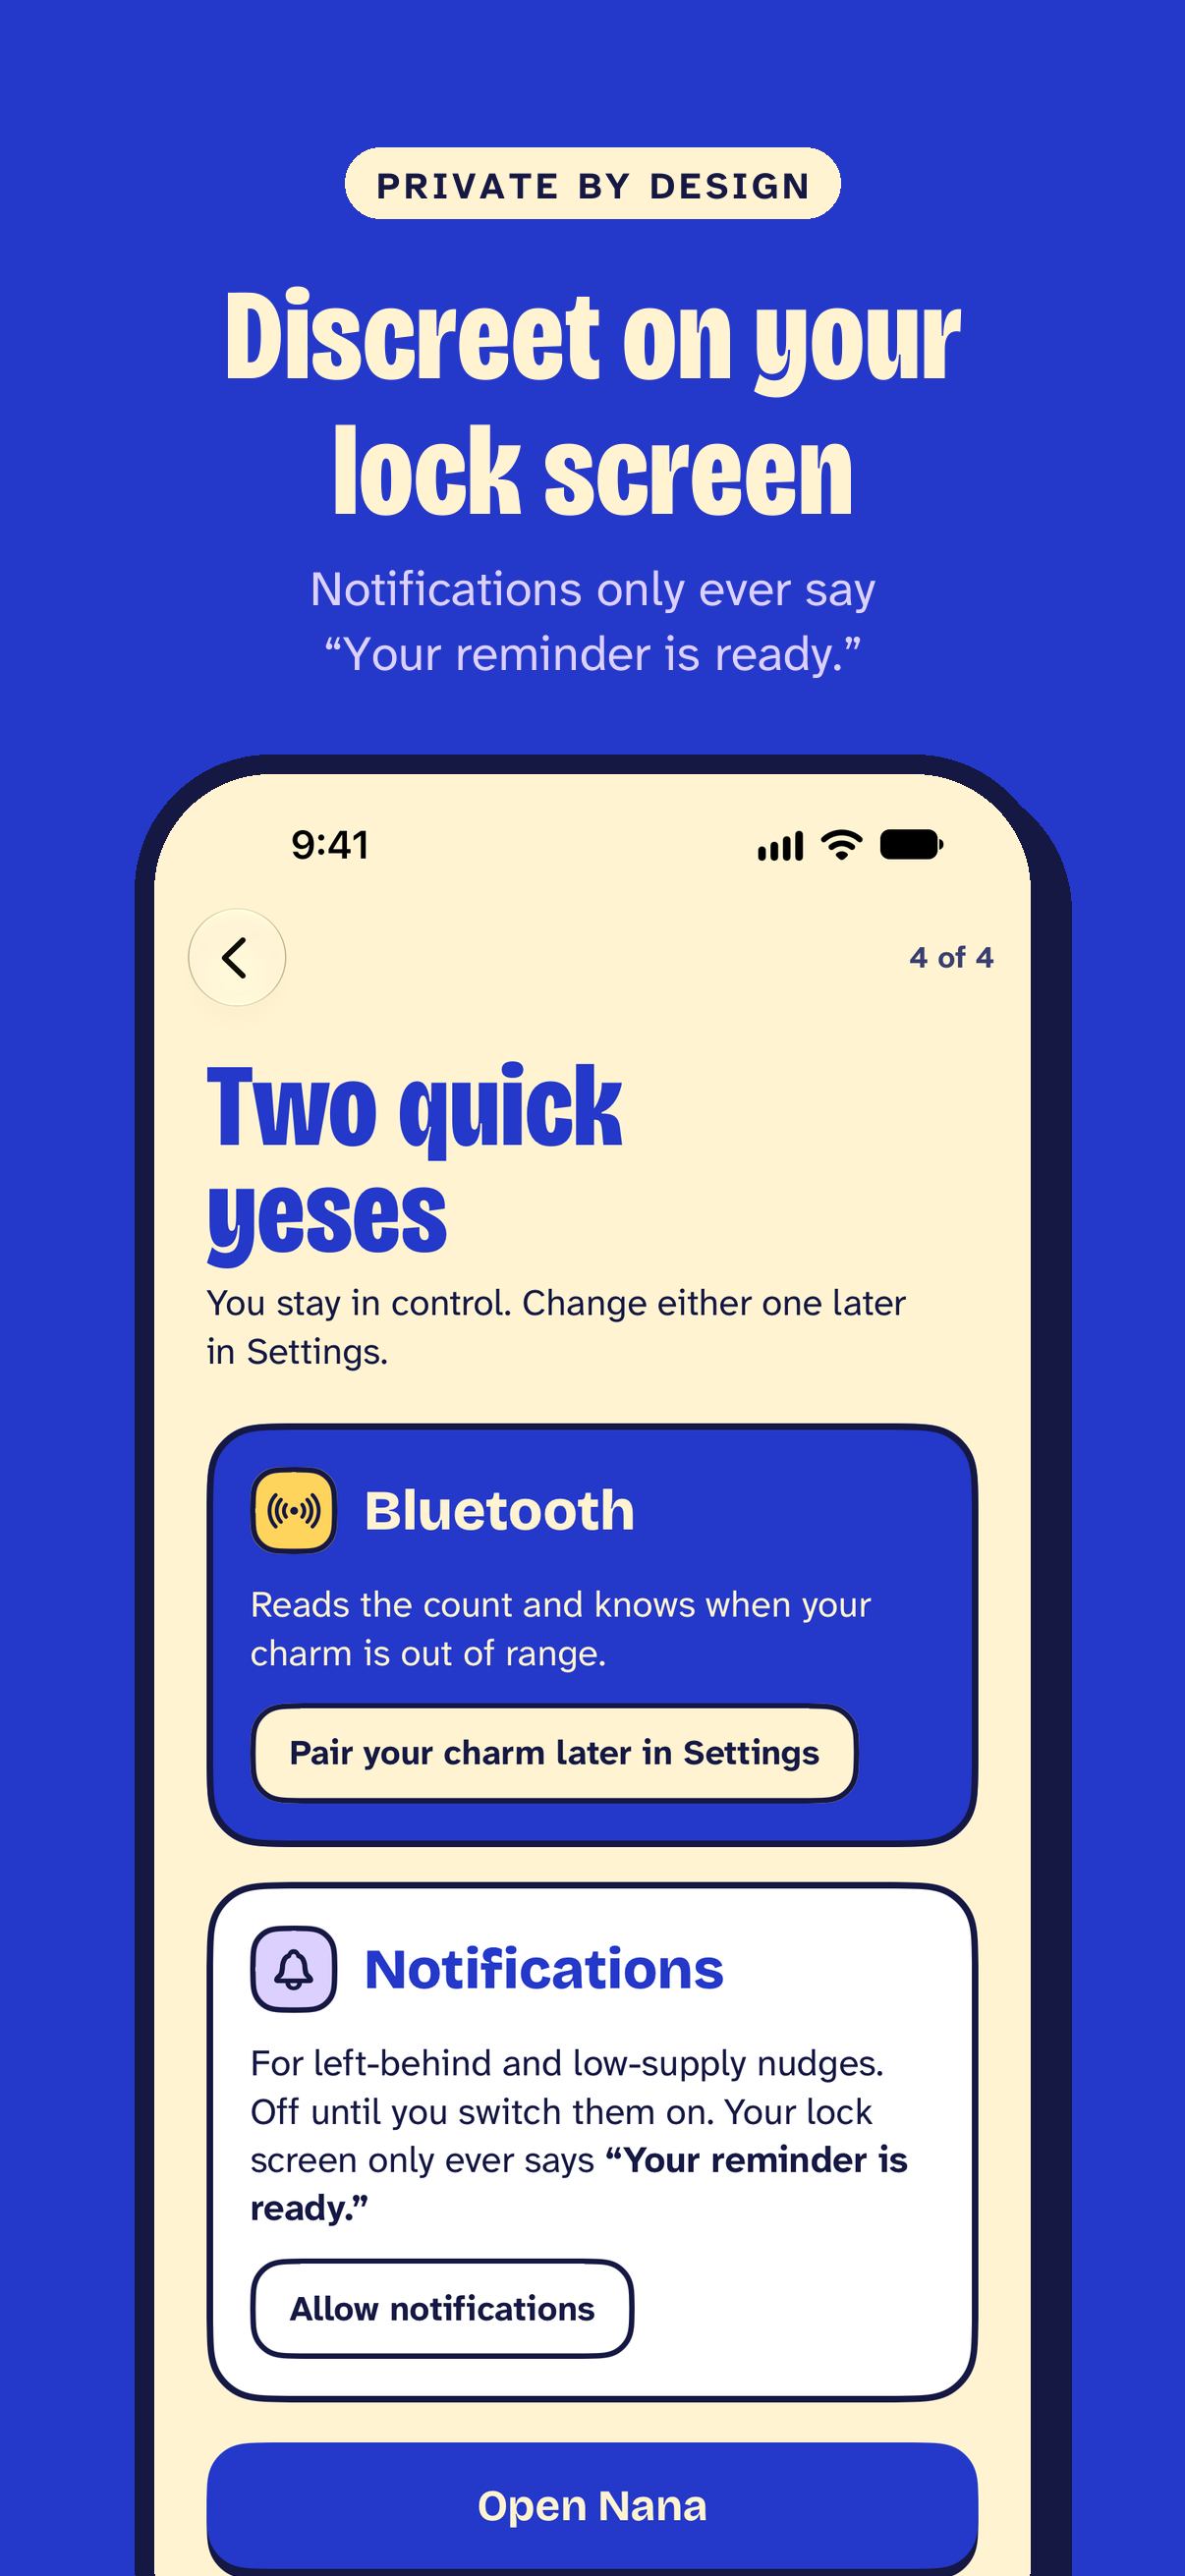 PRIVATE BY DESIGN
Discreet on your
lock screen
Notifications only ever say
“Your reminder is ready.”
9:41
4 of 4
Two quick
yeses
You stay in control. Change either one later
in Settings.
Bluetooth
Reads the count and knows when your
charm is out of range.
Pair your charm later in Settings
Notifications
For left-behind and low-supply nudges.
Off until you switch them on. Your lock
screen only ever says “Your reminder is
ready.”
Allow notifications
Open Nana